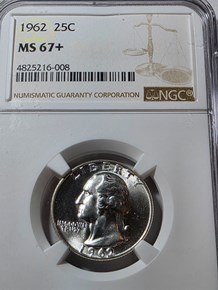 1962 25C
MS 67+
4825216-008
NUMISMATIC GUARANTY CORPORATION
NGC
LIBERTY
IN GOD WE
TRUST
1962